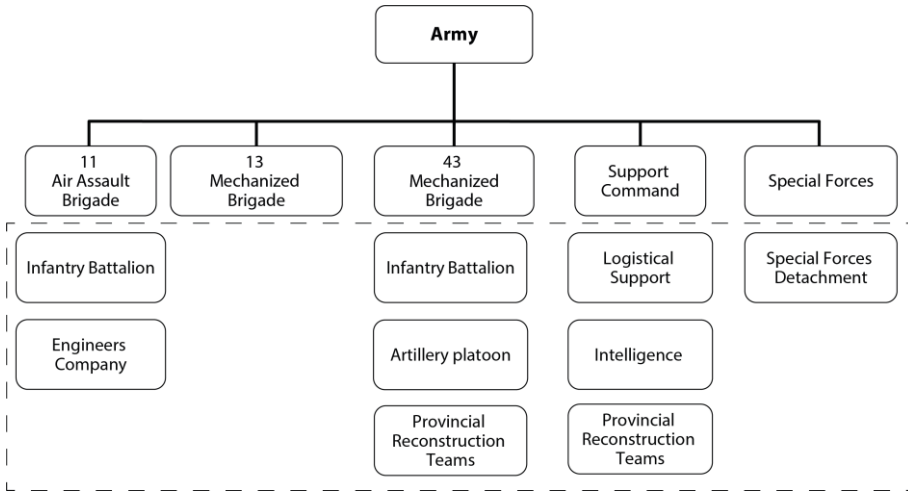 Army
11
Air Assault
Brigade
13
Mechanized
Brigade
43
Mechanized
Brigade
Support
Command
Special Forces
Infantry Battalion
Infantry Battalion
Logistical
Support
Special Forces
Detachment
Engineers
Company
Artillery platoon
Intelligence
Provincial
Reconstruction
Teams
Provincial
Reconstruction
Teams